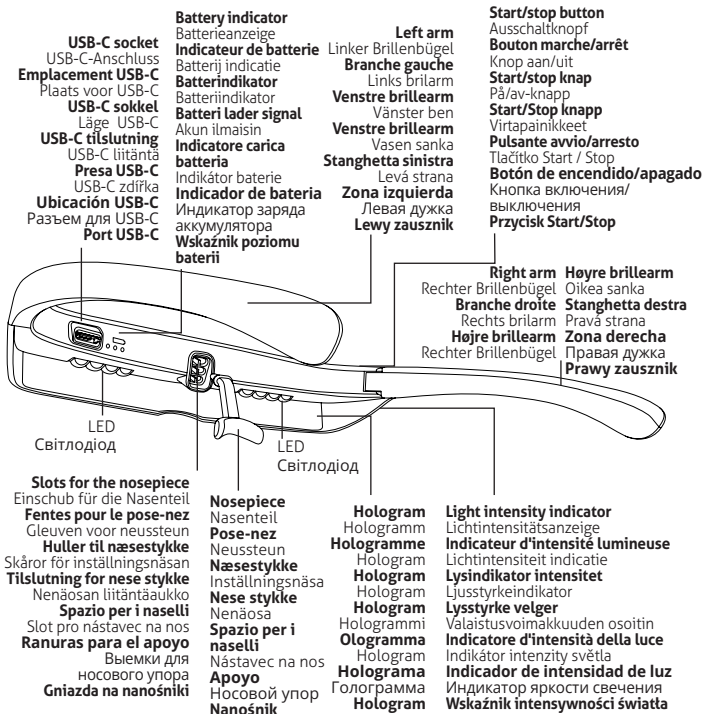 USB-C socket
USB-C-Anschluss
Emplacement USB-C
Plaats voor USB-C
USB-C sokkel
Läge USB-C
USB-C tilslutning
USB-C liitäntä
Presa USB-C
USB-C zdířka
Ubicación USB-C
Разъем для USB-C
Port USB-C
Battery indicator
Batterieanzeige
Indicateur de batterie
Batterij indicatie
Batterindikator
Batteriindikator
Batteri lader signal
Akun ilmaisin
Indicatore carica
batteria
Indikátor baterie
Indicador de bateria
Индикатор заряда
аккумулятора
Wskaźnik poziomu
baterii
Left arm
Linker Brillenbügel
Branche gauche
Links brilarm
Venstre brillearm
Vänster ben
Venstre brillearm
Vasen sanka
Stanghetta sinistra
Levá strana
Zona izquierda
Левая дужка
Lewy zausznik
Start/stop button
Ausschaltknopf
Bouton marche/arrêt
Knop aan/uit
Start/stop knap
På/av-knapp
Start/Stop knapp
Virtapainikkeet
Pulsante avvio/arresto
Tlačítko Start / Stop
Botón de encendido/apagado
Кнопка включения/
выключения
Przycisk Start/Stop
Right arm
Rechter Brillenbügel
Branche droite
Rechts brilarm
Højre brillearm
Rechter Brillenbügel
Høyre brillearm
Oikea sanka
Stanghetta destra
Pravá strana
Zona derecha
Правая дужка
Prawy zausznik
LED
Світлодіод
LED
Світлодіод
Slots for the nosepiece
Einschub für die Nasenteil
Fentes pour le pose-nez
Gleuven voor neussteun
Huller til næsestykke
Skåror för inställningsnäsan
Tilslutning for nese stykke
Nenäosan liitäntäaukko
Spazio per i naselli
Slot pro nástavec na nos
Ranuras para el apoyo
Выемки для
носового упора
Gniazda na nanośniki
Nosepiece
Nasenteil
Pose-nez
Neussteun
Næsestykke
Inställningsnäsa
Nese stykke
Nenäosa
Spazio per i
naselli
Nástavec na nos
Apoyo
Носовой упор
Nanośnik
Hologram
Hologramm
Hologramme
Hologram
Hologram
Hologram
Hologram
Hologrammi
Ologramma
Hologram
Holograma
Голограмма
Hologram
Light intensity indicator
Lichtintensitätsanzeige
Indicateur d'intensité lumineuse
Lichtintensiteit indicatie
Lysindikator intensitet
Ljusstyrkeindikator
Lysstyrke velger
Valaistusvoimakkuuden osoitin
Indicatore d'intensità della luce
Indikátor intenzity světla
Indicador de intensidad de luz
Индикатор яркости свечения
Wskaźnik intensywności światła